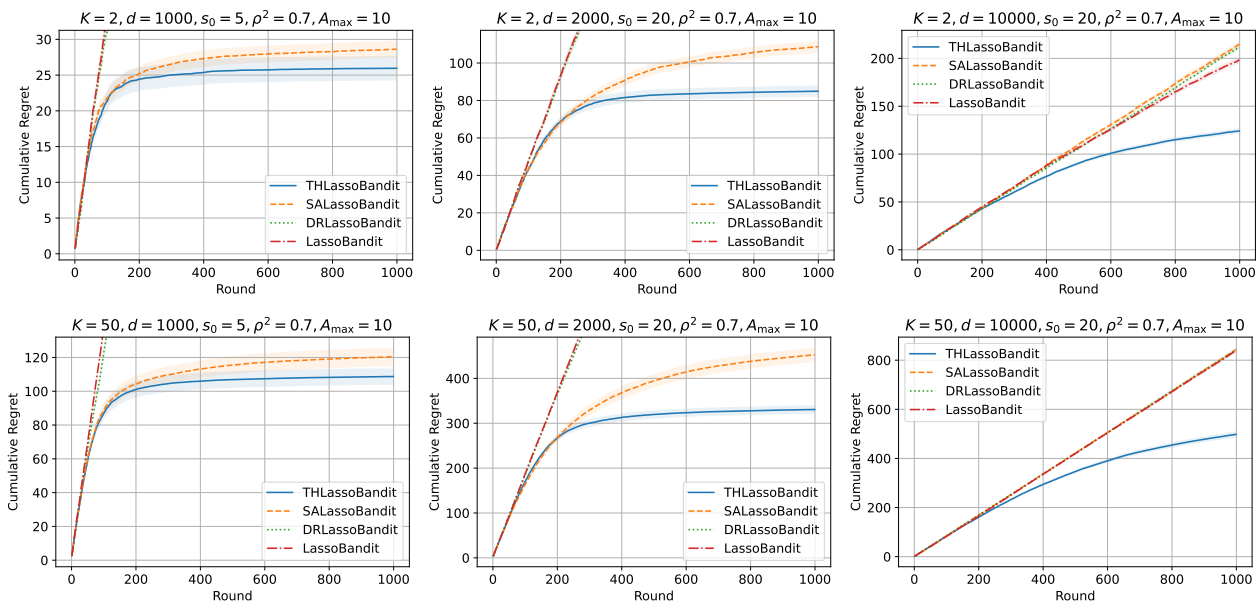 K = 2, d = 1000, s₀ = 5, ρ² = 0.7, A_max = 10
Cumulative Regret
30
25
20
15
10
5
0
THLassoBandit
SALassoBandit
DRLassoBandit
LassoBandit
0 200 400 600 800 1000
Round
K = 2, d = 2000, s₀ = 20, ρ² = 0.7, A_max = 10
Cumulative Regret
100
80
60
40
20
0
THLassoBandit
SALassoBandit
DRLassoBandit
LassoBandit
0 200 400 600 800 1000
Round
K = 2, d = 10000, s₀ = 20, ρ² = 0.7, A_max = 10
Cumulative Regret
200
150
100
50
0
THLassoBandit
SALassoBandit
DRLassoBandit
LassoBandit
0 200 400 600 800 1000
Round
K = 50, d = 1000, s₀ = 5, ρ² = 0.7, A_max = 10
Cumulative Regret
120
100
80
60
40
20
0
THLassoBandit
SALassoBandit
DRLassoBandit
LassoBandit
0 200 400 600 800 1000
Round
K = 50, d = 2000, s₀ = 20, ρ² = 0.7, A_max = 10
Cumulative Regret
400
300
200
100
0
THLassoBandit
SALassoBandit
DRLassoBandit
LassoBandit
0 200 400 600 800 1000
Round
K = 50, d = 10000, s₀ = 20, ρ² = 0.7, A_max = 10
Cumulative Regret
800
600
400
200
0
THLassoBandit
SALassoBandit
DRLassoBandit
LassoBandit
0 200 400 600 800 1000
Round